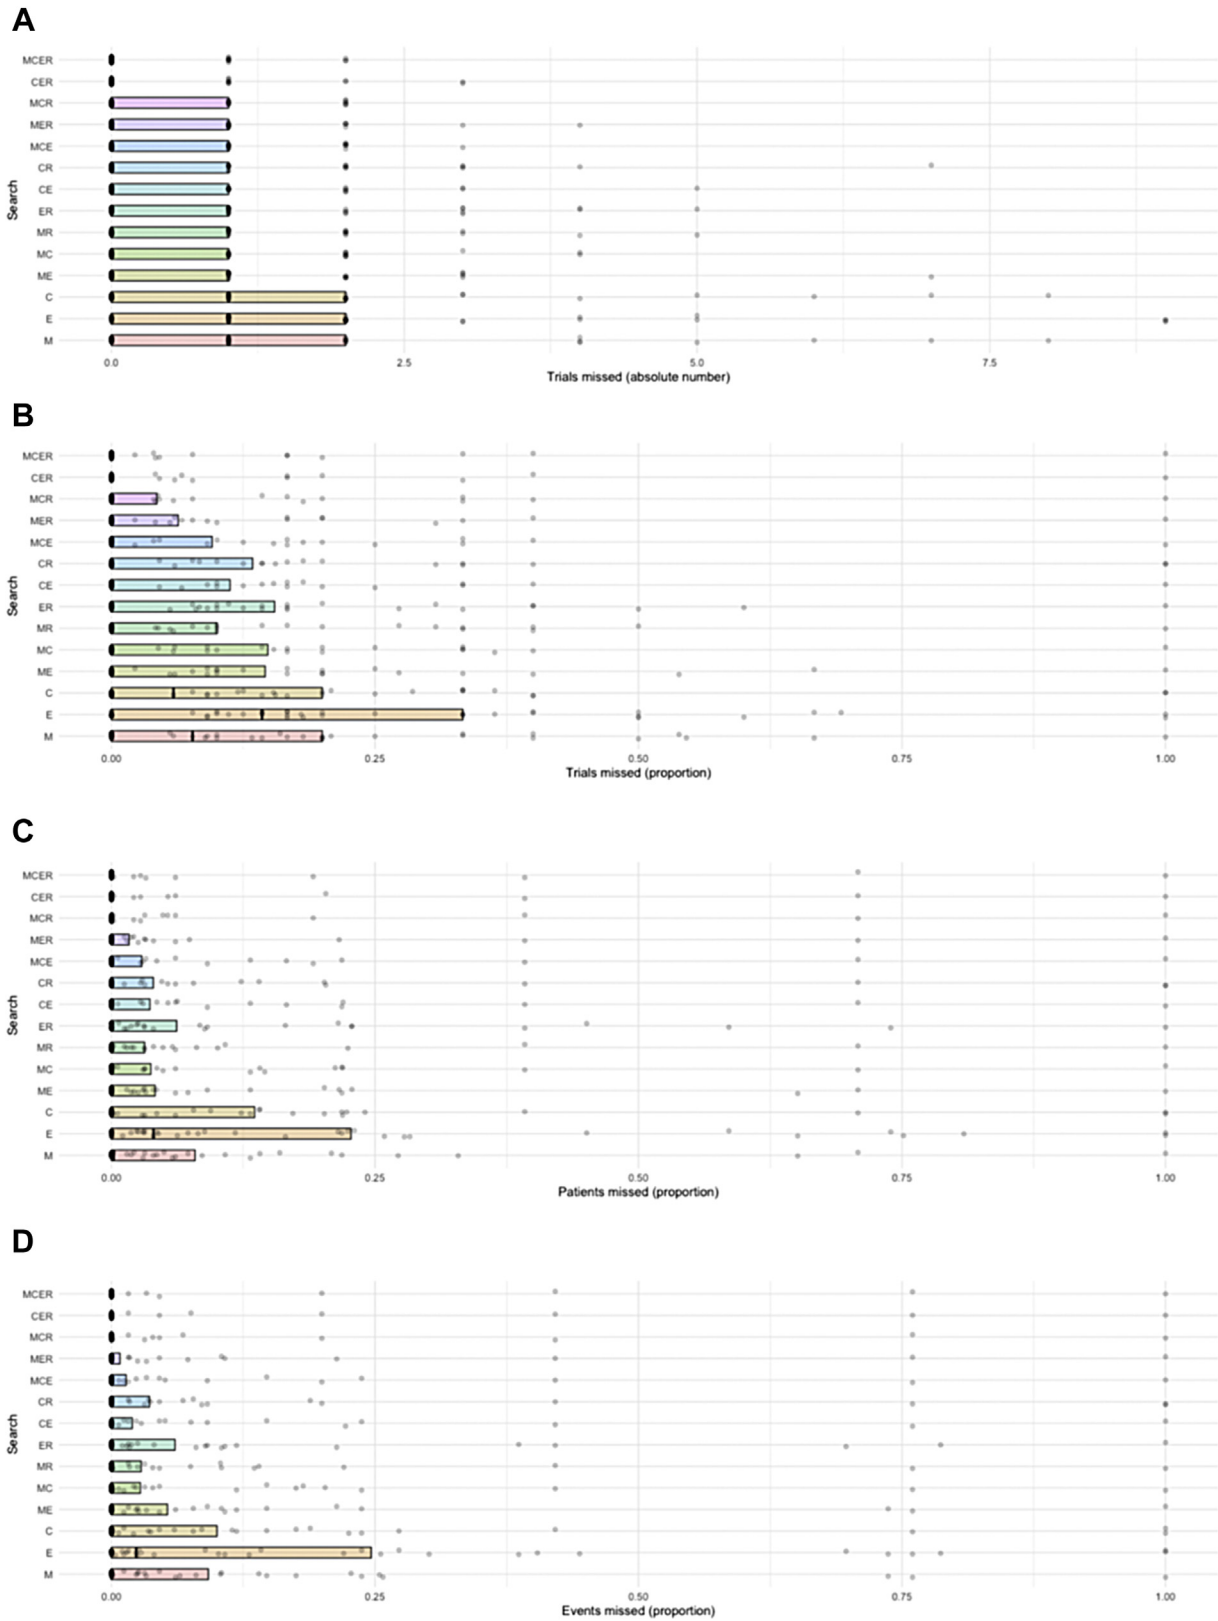 A
MCER
CER
MCR
MER
MCE
CR
CE
ER
MR
MC
ME
C
E
M
Search
0.0 2.5 5.0 7.5
Trials missed (absolute number)
B
MCER
CER
MCR
MER
MCE
CR
CE
ER
MR
MC
ME
C
E
M
Search
0.00 0.25 0.50 0.75 1.00
Trials missed (proportion)
C
MCER
CER
MCR
MER
MCE
CR
CE
ER
MR
MC
ME
C
E
M
Search
0.00 0.25 0.50 0.75 1.00
Patients missed (proportion)
D
MCER
CER
MCR
MER
MCE
CR
CE
ER
MR
MC
ME
C
E
M
Search
0.00 0.25 0.50 0.75 1.00
Events missed (proportion)